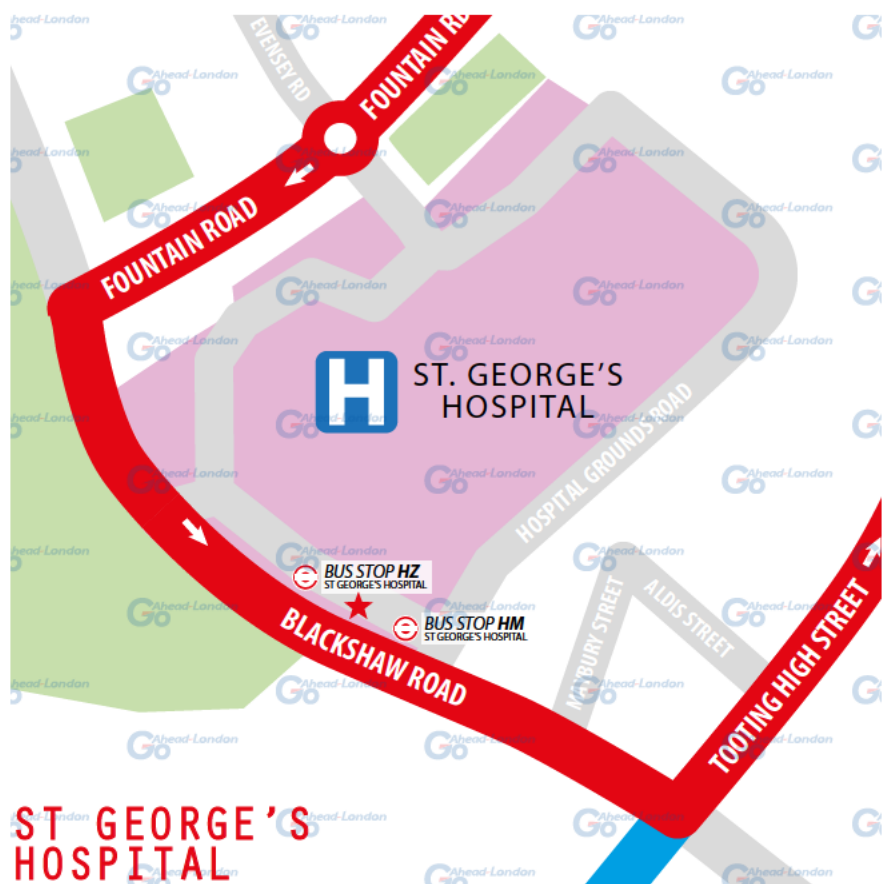 EVENSEY RD
FOUNTAIN RD
FOUNTAIN ROAD
H
ST. GEORGE'S
HOSPITAL
HOSPITAL GROUNDS ROAD
BUS STOP HZ
ST GEORGE'S HOSPITAL
BUS STOP HM
ST GEORGE'S HOSPITAL
BLACKSHAW ROAD
MAYBURY STREET
ALDIS STREET
TOOTING HIGH STREET
ST GEORGE'S
HOSPITAL
Go Ahead-London